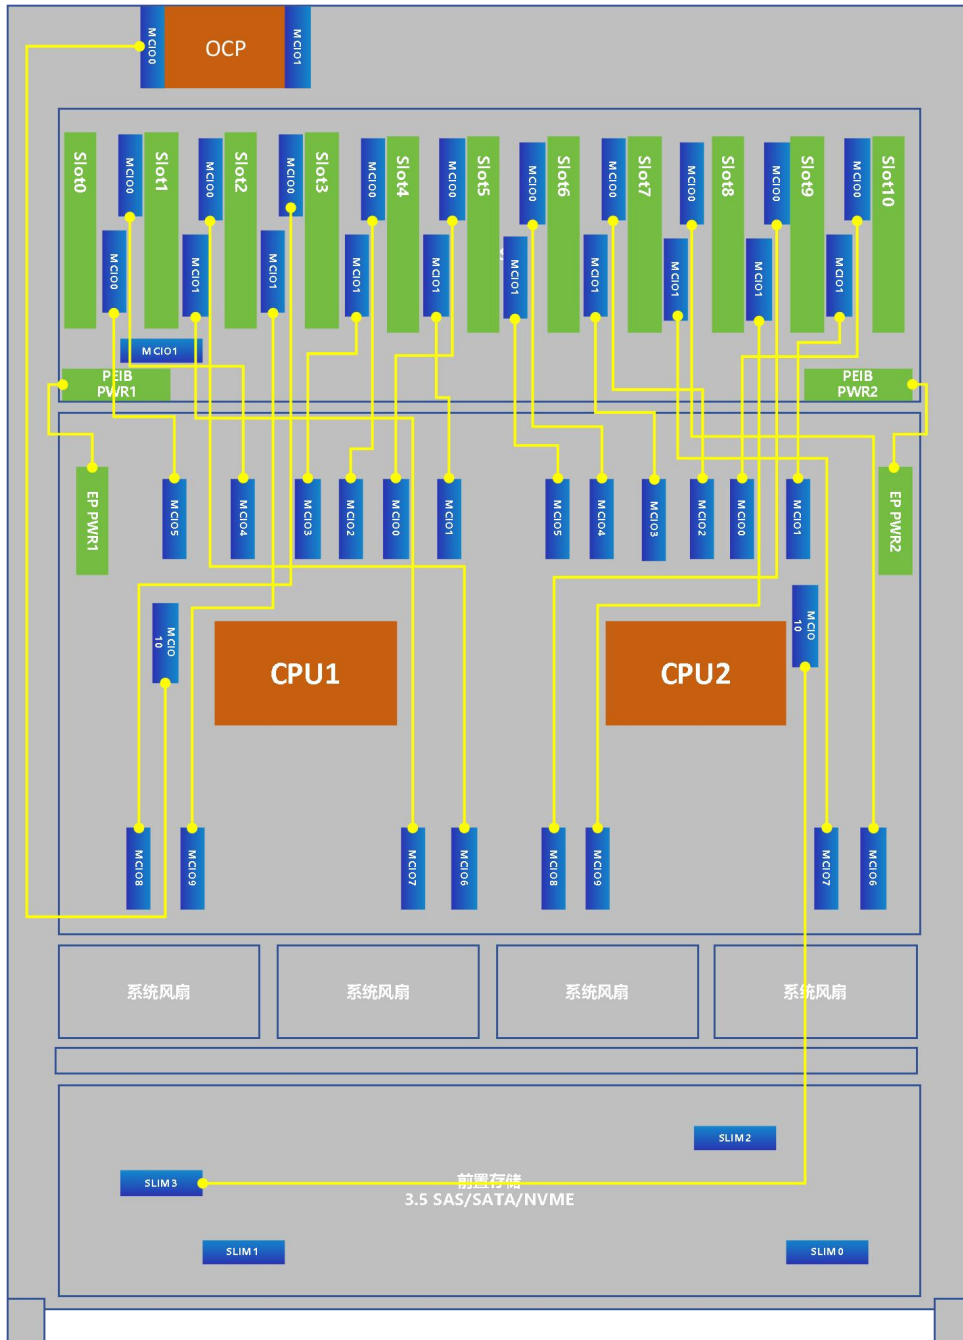 MCIO0
OCP
MCIO1
Slot0
MCIO0
Slot1
MCIO0
Slot2
MCIO0
Slot3
MCIO0
Slot4
MCIO0
Slot5
MCIO0
Slot6
MCIO0
Slot7
MCIO0
Slot8
MCIO0
Slot9
MCIO0
Slot10
MCIO0
MCIO1
MCIO1
MCIO1
MCIO1
MCIO1
MCIO1
MCIO1
MCIO1
MCIO1
MCIO1
PEIB
PWR1
PEIB
PWR2
EP PWR1
MCIO5
MCIO4
MCIO3
MCIO2
MCIO0
MCIO1
MCIO5
MCIO4
MCIO3
MCIO2
MCIO0
MCIO1
EP PWR2
MCIO
10
CPU1
CPU2
MCIO
10
MCIO8
MCIO9
MCIO7
MCIO6
MCIO8
MCIO9
MCIO7
MCIO6
系统风扇
系统风扇
系统风扇
系统风扇
SLIM2
SLIM3
前置存储
3.5 SAS/SATA/NVME
SLIM1
SLIM0